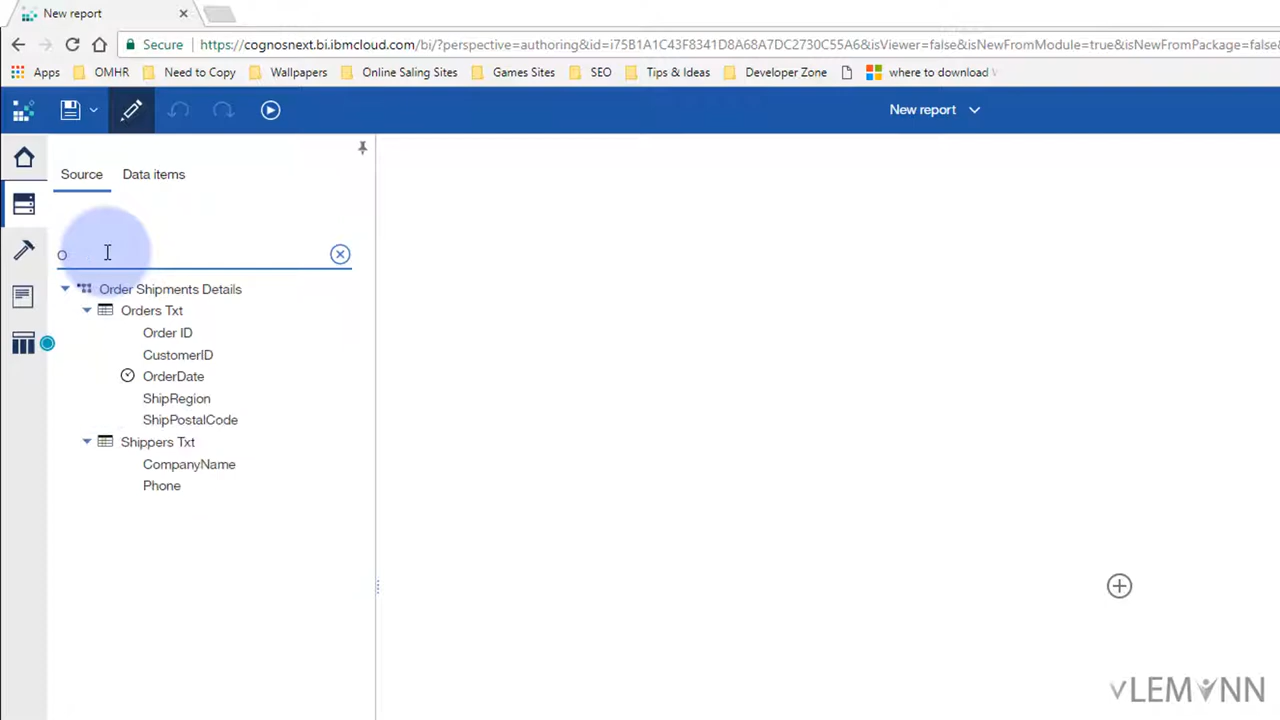 New report
Secure
https://cognosnext.bi.ibmcloud.com/bi/?perspective=authoring&id=i75B1A1C43F8341D8A68A7DC2730C55A6&isViewer=false&isNewFromModule=true&isNewFromPackage=false
Apps OMHR Need to Copy Wallpapers Online Saling Sites Games Sites SEO Tips & Ideas Developer Zone where to download
New report
Source Data items
O
Order Shipments Details
Orders Txt
Order ID
CustomerID
OrderDate
ShipRegion
ShipPostalCode
Shippers Txt
CompanyName
Phone
vLEMYNN